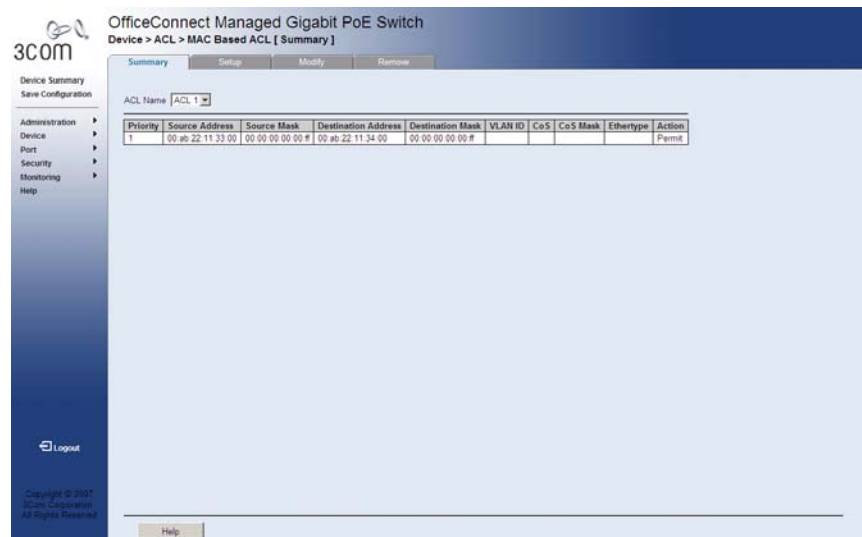 3com
OfficeConnect Managed Gigabit PoE Switch
Device > ACL > MAC Based ACL [ Summary ]
Summary Setup Modify Remove
Device Summary
Save Configuration
Administration
Device
Port
Security
Monitoring
Help
ACL Name ACL 1
Priority Source Address Source Mask Destination Address Destination Mask VLAN ID CoS CoS Mask Ethertype Action
1 00:ab:22:11:33:00 00:00:00:00:00:ff 00:ab:22:11:34:00 00:00:00:00:00:ff Permit
Logout
Copyright © 2007
3Com Corporation
All Rights Reserved
Help